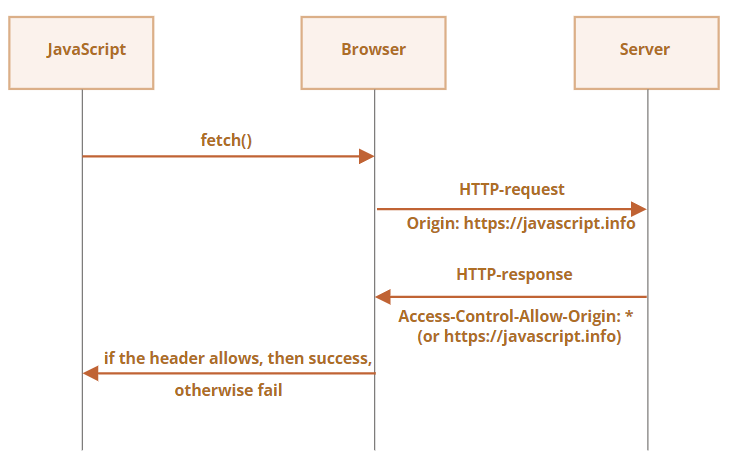 JavaScript
Browser
Server
fetch()
HTTP-request
Origin: https://javascript.info
HTTP-response
Access-Control-Allow-Origin: *
(or https://javascript.info)
if the header allows, then success,
otherwise fail